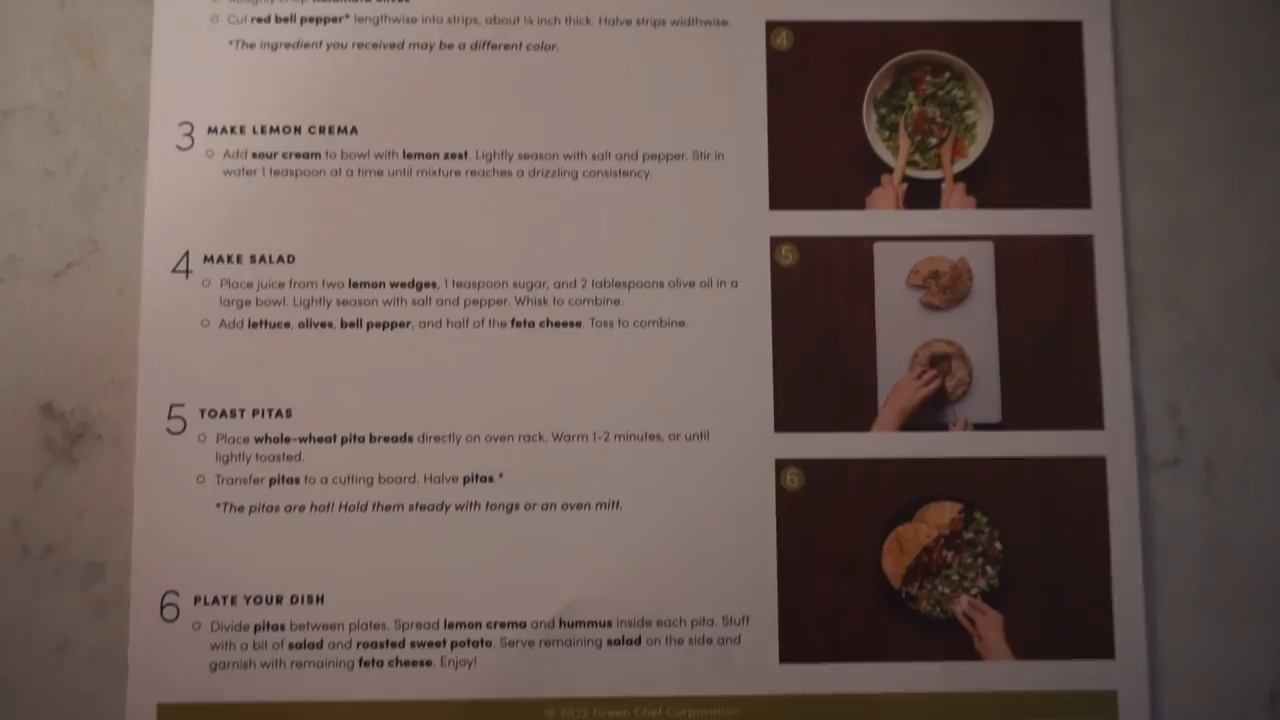 Cut red bell pepper* lengthwise into strips, about ¼ inch thick. Halve strips widthwise.
*The ingredient you received may be a different color.
3 MAKE LEMON CREMA
Add sour cream to bowl with lemon zest. Lightly season with salt and pepper. Stir in
water 1 teaspoon at a time until mixture reaches a drizzling consistency.
4 MAKE SALAD
Place juice from two lemon wedges, 1 teaspoon sugar, and 2 tablespoons olive oil in a
large bowl. Lightly season with salt and pepper. Whisk to combine.
Add lettuce, olives, bell pepper, and half of the feta cheese. Toss to combine.
5 TOAST PITAS
Place whole-wheat pita breads directly on oven rack. Warm 1-2 minutes, or until
lightly toasted.
Transfer pitas to a cutting board. Halve pitas.*
*The pitas are hot! Hold them steady with tongs or an oven mitt.
6 PLATE YOUR DISH
Divide pitas between plates. Spread lemon crema and hummus inside each pita. Stuff
with a bit of salad and roasted sweet potato. Serve remaining salad on the side and
garnish with remaining feta cheese. Enjoy!
4
5
6
© 2022 Green Chef Corporation